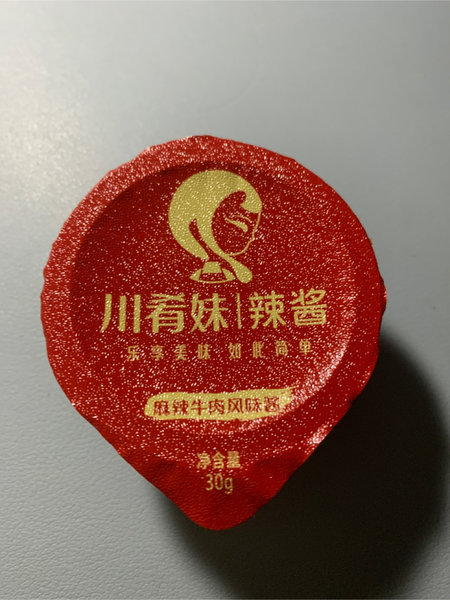 川肴妹|辣酱
乐享美味 如此简单
麻辣牛肉风味酱
净含量
30g